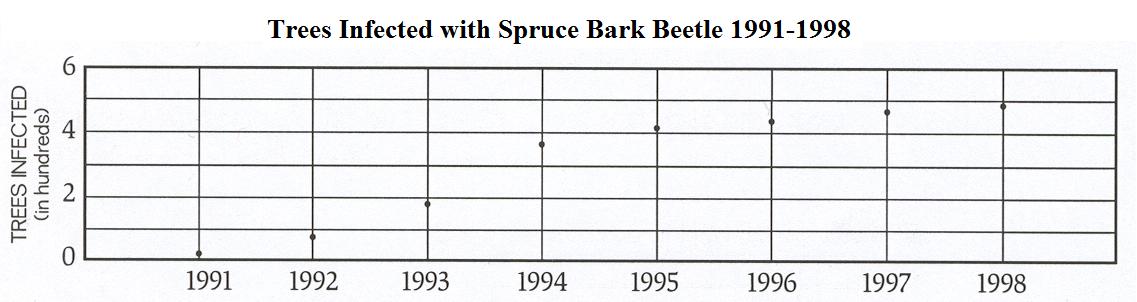 Trees Infected with Spruce Bark Beetle 1991-1998
TREES INFECTED
(in hundreds)
6
4
2
0
1991 1992 1993 1994 1995 1996 1997 1998